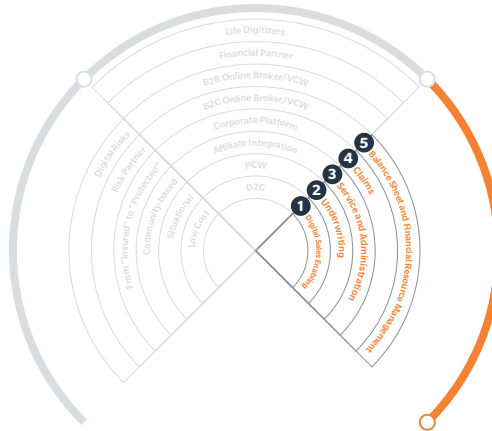 Life Digitizers
Financial Partner
B2B Online Broker/VCW
B2C Online Broker/VCW
Corporate Platform
Affiliate Integration
PCW
D2C
Digital Risks
Risk Partner
From "Insured" to "Protected"
Community-based
Situational
Low Cost
1
Digital Sales Enabling
2
Underwriting
3
Service and Administration
4
Claims
5
Balance Sheet and Financial Resource Management